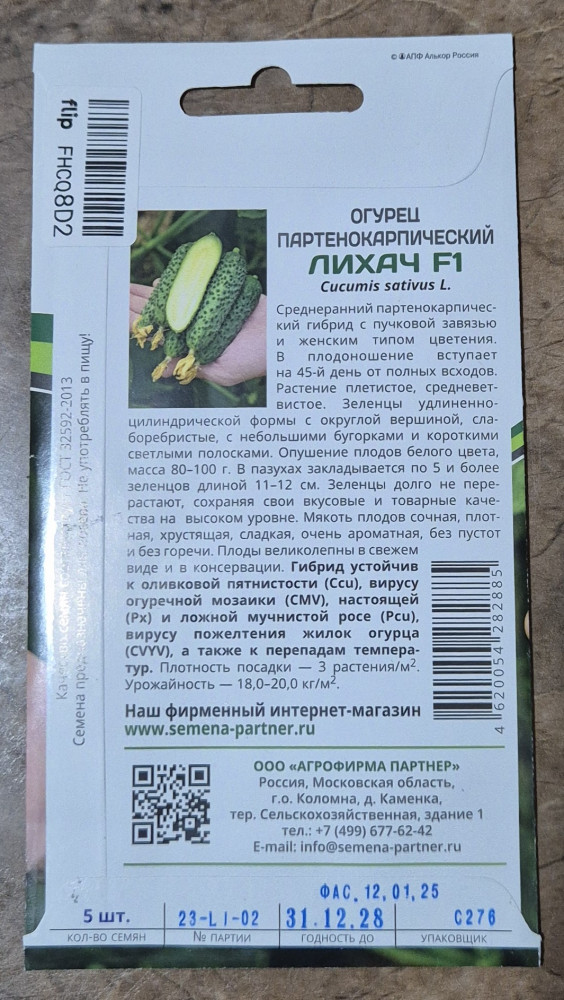 © АПФ Алькор Россия
flip FHCQ8D2
ОГУРЕЦ
ПАРТЕНОКАРПИЧЕСКИЙ
ЛИХАЧ F1
Cucumis sativus L.
Среднеранний партенокарпичес-
кий гибрид с пучковой завязью
и женским типом цветения.
В плодоношение вступает
на 45-й день от полных всходов.
Растение плетистое, средневет-
вистое. Зеленцы удлиненно-
цилиндрической формы с округлой вершиной, сла-
боребристые, с небольшими бугорками и короткими
светлыми полосками. Опушение плодов белого цвета,
масса 80–100 г. В пазухах закладывается по 5 и более
зеленцов длиной 11–12 см. Зеленцы долго не пере-
растают, сохраняя свои вкусовые и товарные каче-
ства на высоком уровне. Мякоть плодов сочная, плот-
ная, хрустящая, сладкая, очень ароматная, без пустот
и без горечи. Плоды великолепны в свежем
виде и в консервации. Гибрид устойчив
к оливковой пятнистости (Ccu), вирусу
огуречной мозаики (CMV), настоящей
(Px) и ложной мучнистой росе (Pcu),
вирусу пожелтения жилок огурца
(CVYV), а также к перепадам темпера-
тур. Плотность посадки — 3 растения/м².
Урожайность — 18,0–20,0 кг/м².
4 620054 282885
Наш фирменный интернет-магазин
www.semena-partner.ru
ООО «АГРОФИРМА ПАРТНЕР»
Россия, Московская область,
г.о. Коломна, д. Каменка,
тер. Сельскохозяйственная, здание 1
тел.: +7 (499) 677-62-42
E-mail: info@semena-partner.ru
Качество семян ГОСТ 32592-2013
Семена Не употреблять в пищу!
ФАС. 12,01,25
5 шт. 23-LI-02 31.12.28 С276
КОЛ-ВО СЕМЯН № ПАРТИИ ГОДНОСТЬ ДО УПАКОВЩИК